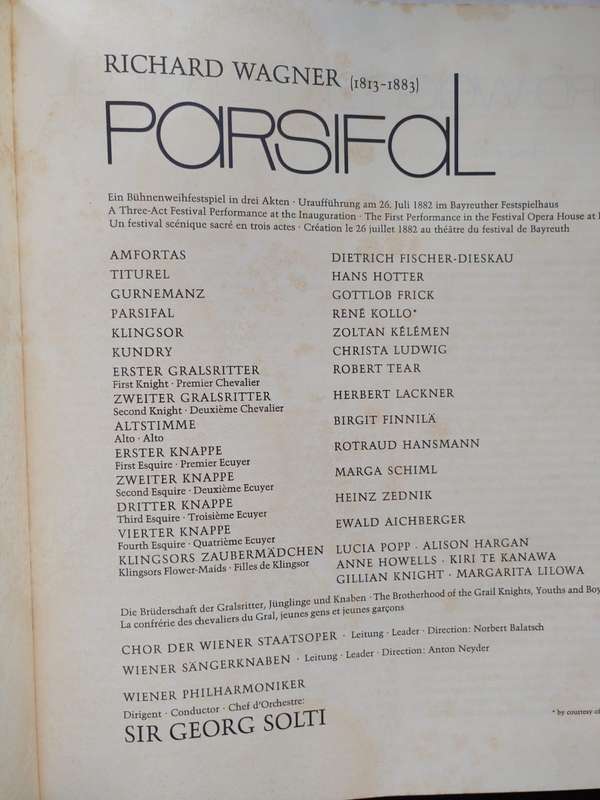 RICHARD WAGNER (1813-1883)
PARSIFAL
Ein Bühnenweihfestspiel in drei Akten · Uraufführung am 26. Juli 1882 im Bayreuther Festspielhaus
A Three-Act Festival Performance at the Inauguration · The First Performance in the Festival Opera House at
Un festival scénique sacré en trois actes · Création le 26 juillet 1882 au théâtre du festival de Bayreuth
AMFORTAS DIETRICH FISCHER-DIESKAU
TITUREL HANS HOTTER
GURNEMANZ GOTTLOB FRICK
PARSIFAL RENÉ KOLLO*
KLINGSOR ZOLTAN KÉLÉMEN
KUNDRY CHRISTA LUDWIG
ERSTER GRALSRITTER ROBERT TEAR
First Knight · Premier Chevalier
ZWEITER GRALSRITTER HERBERT LACKNER
Second Knight · Deuxième Chevalier
ALTSTIMME BIRGIT FINNILÄ
Alto · Alto
ERSTER KNAPPE ROTRAUD HANSMANN
First Esquire · Premier Ecuyer
ZWEITER KNAPPE MARGA SCHIML
Second Esquire · Deuxième Ecuyer
DRITTER KNAPPE HEINZ ZEDNIK
Third Esquire · Troisième Ecuyer
VIERTER KNAPPE EWALD AICHBERGER
Fourth Esquire · Quatrième Ecuyer
KLINGSORS ZAUBERMÄDCHEN LUCIA POPP · ALISON HARGAN
Klingsors Flower-Maids · Filles de Klingsor ANNE HOWELLS · KIRI TE KANAWA
GILLIAN KNIGHT · MARGARITA LILOWA
Die Brüderschaft der Gralsritter, Jünglinge und Knaben · The Brotherhood of the Grail Knights, Youths and Boy
La confrérie des chevaliers du Gral, jeunes gens et jeunes garçons
CHOR DER WIENER STAATSOPER · Leitung · Leader · Direction: Norbert Balatsch
WIENER SÄNGERKNABEN · Leitung · Leader · Direction: Anton Neyder
WIENER PHILHARMONIKER
Dirigent · Conductor · Chef d'Orchestre:
SIR GEORG SOLTI
* by courtesy of